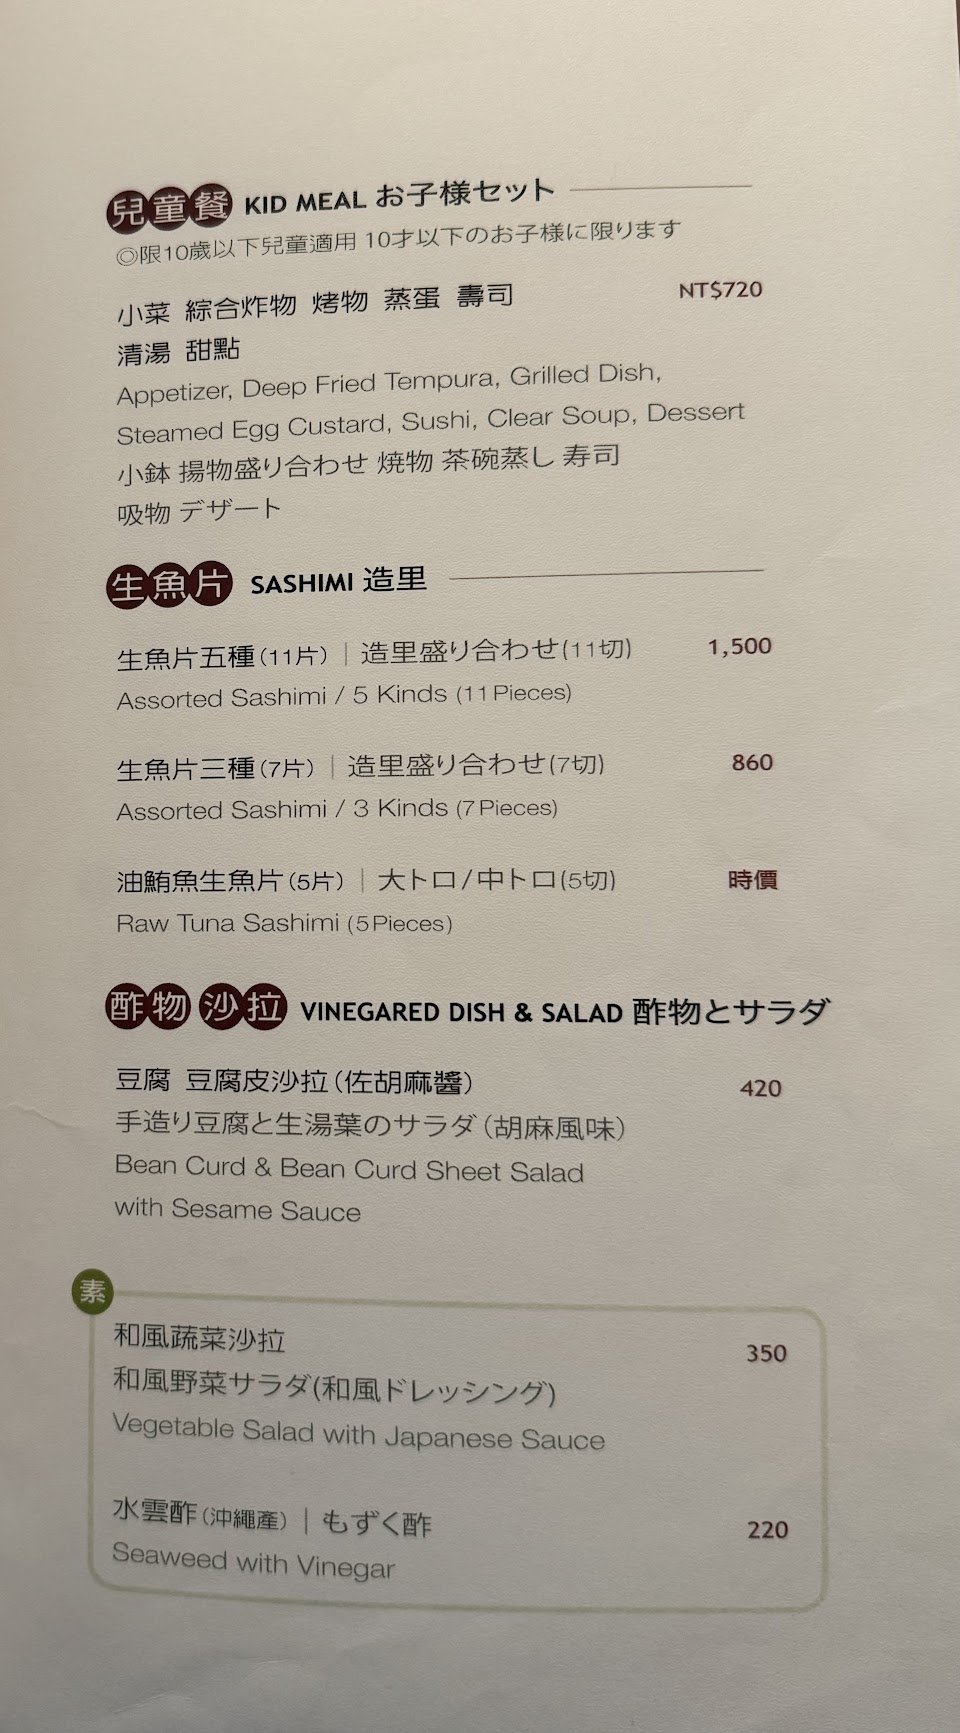 兒童餐 KID MEAL お子様セット
◎限10歲以下兒童適用 10才以下のお子様に限ります
小菜 綜合炸物 烤物 蒸蛋 壽司 NT$720
清湯 甜點
Appetizer, Deep Fried Tempura, Grilled Dish,
Steamed Egg Custard, Sushi, Clear Soup, Dessert
小鉢 揚物盛り合わせ 焼物 茶碗蒸し 寿司
吸物 デザート
生魚片 SASHIMI 造里
生魚片五種(11片)｜造里盛り合わせ(11切) 1,500
Assorted Sashimi / 5 Kinds (11 Pieces)
生魚片三種(7片)｜造里盛り合わせ(7切) 860
Assorted Sashimi / 3 Kinds (7 Pieces)
油鮪魚生魚片(5片)｜大トロ/中トロ(5切) 時價
Raw Tuna Sashimi (5 Pieces)
酢物 沙拉 VINEGARED DISH & SALAD 酢物とサラダ
豆腐 豆腐皮沙拉(佐胡麻醬) 420
手造り豆腐と生湯葉のサラダ(胡麻風味)
Bean Curd & Bean Curd Sheet Salad
with Sesame Sauce
素
和風蔬菜沙拉 350
和風野菜サラダ(和風ドレッシング)
Vegetable Salad with Japanese Sauce
水雲酢(沖繩產)｜もずく酢 220
Seaweed with Vinegar